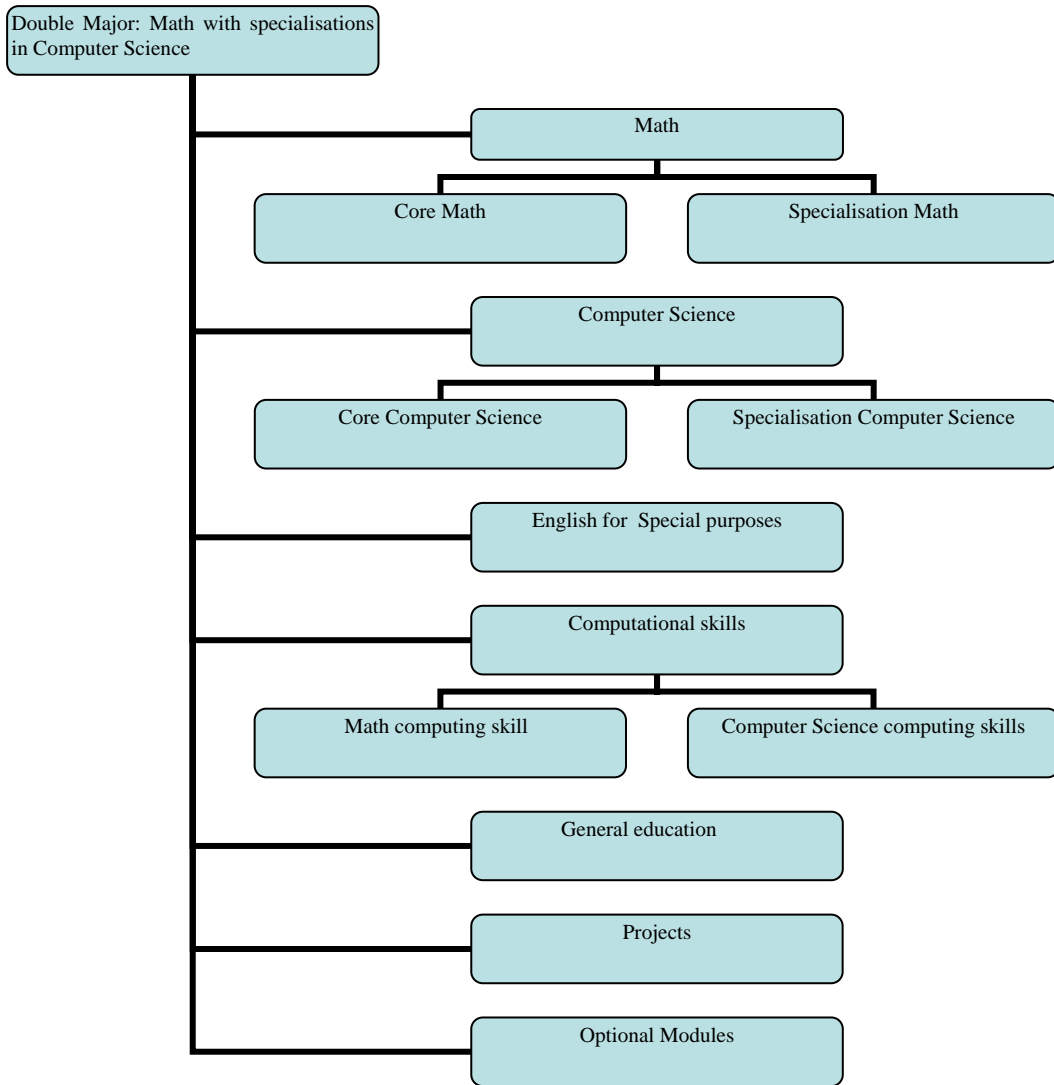 Double Major: Math with specialisations
in Computer Science
Math
Core Math
Specialisation Math
Computer Science
Core Computer Science
Specialisation Computer Science
English for Special purposes
Computational skills
Math computing skill
Computer Science computing skills
General education
Projects
Optional Modules